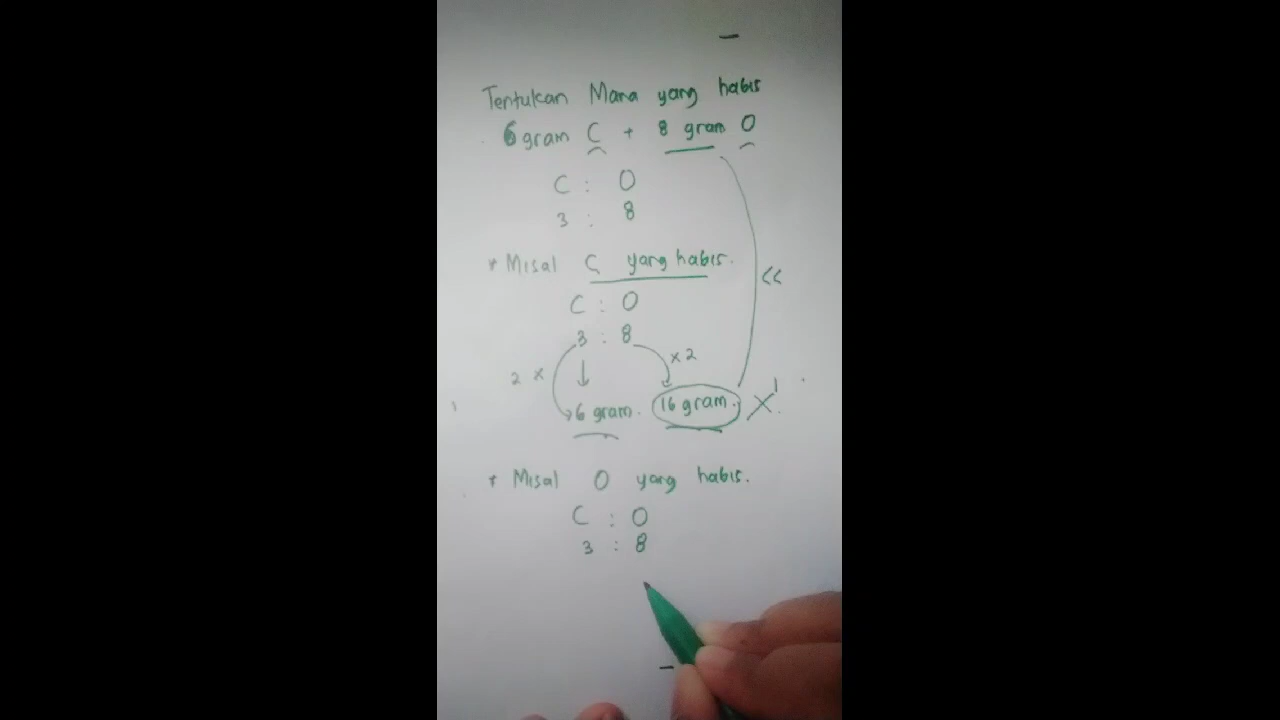 Tentukan Mana yang habis
6 gram C + 8 gram O
C : O
3 : 8
* Misal C yang habis.
<<
C : O
3 : 8
2 x
x 2
6 gram. 16 gram. X
* Misal O yang habis.
C : O
3 : 8